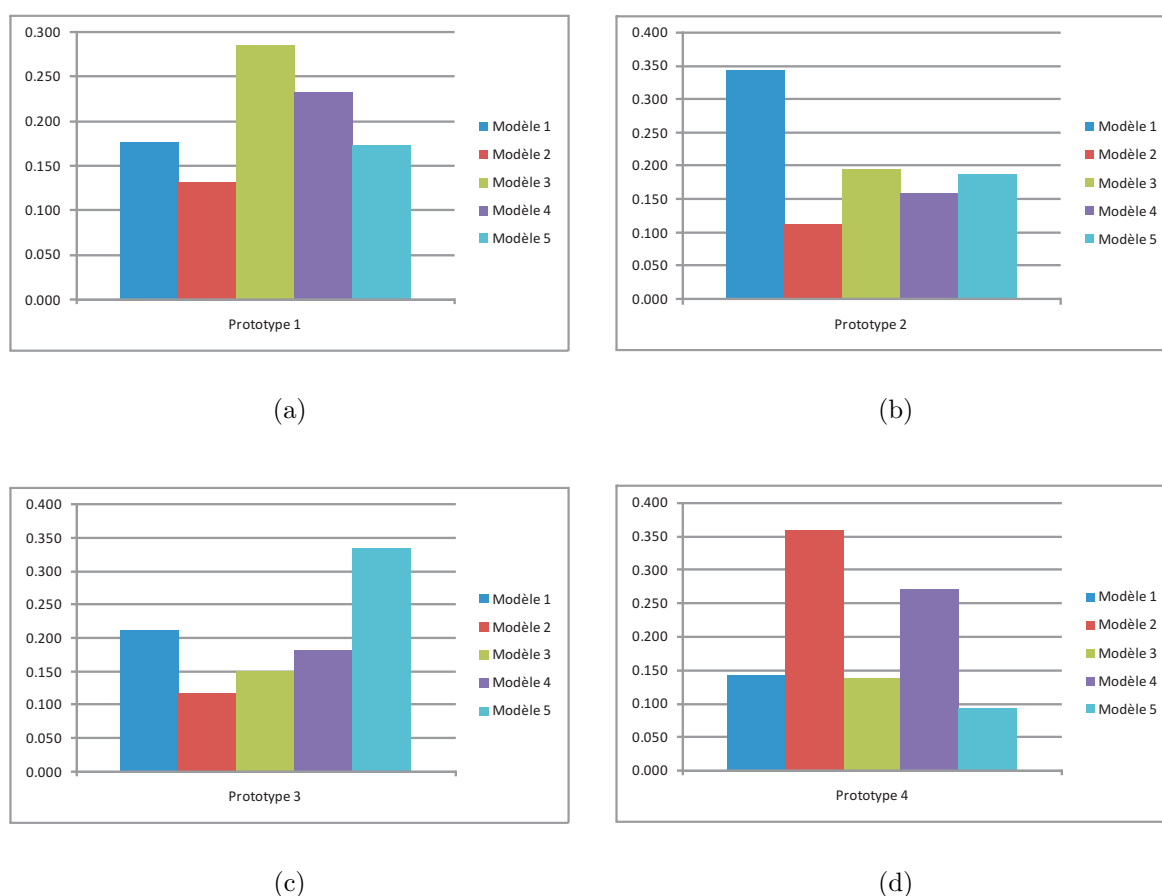 0.300
0.250
0.200
0.150
0.100
0.050
0.000
Prototype 1
Modèle 1
Modèle 2
Modèle 3
Modèle 4
Modèle 5
(a)
0.400
0.350
0.300
0.250
0.200
0.150
0.100
0.050
0.000
Prototype 2
Modèle 1
Modèle 2
Modèle 3
Modèle 4
Modèle 5
(b)
0.400
0.350
0.300
0.250
0.200
0.150
0.100
0.050
0.000
Prototype 3
Modèle 1
Modèle 2
Modèle 3
Modèle 4
Modèle 5
(c)
0.400
0.350
0.300
0.250
0.200
0.150
0.100
0.050
0.000
Prototype 4
Modèle 1
Modèle 2
Modèle 3
Modèle 4
Modèle 5
(d)